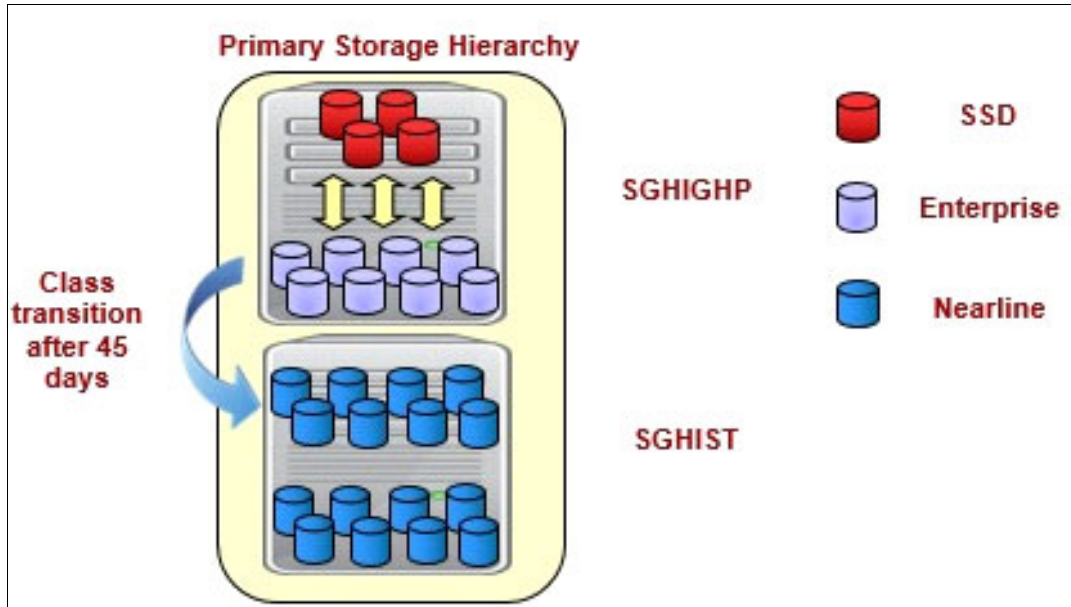 Primary Storage Hierarchy
SSD
SGHIGHP
Enterprise
Class
transition
after 45
days
Nearline
SGHIST